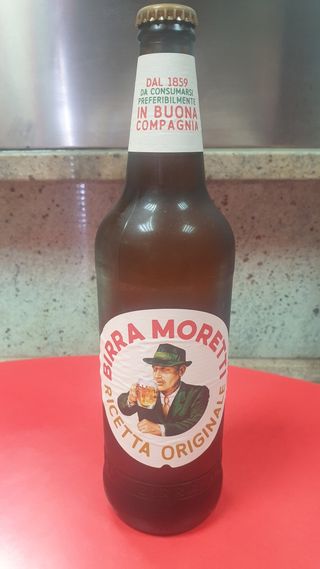 DAL 1859
DA CONSUMARSI
PREFERIBILMENTE
IN BUONA
COMPAGNIA
BIRRA MORETTI
RICETTA ORIGINALE